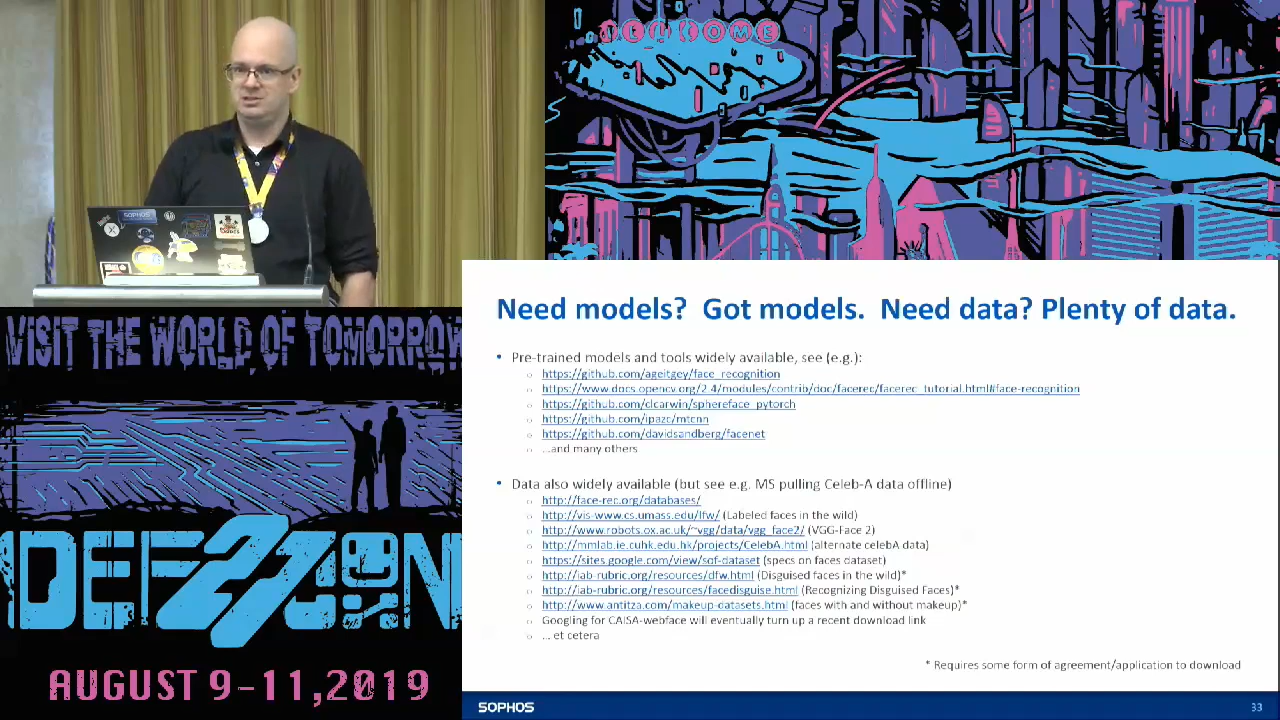 WELCOME
SOPHOS
VISIT THE WORLD OF TOMORROW
DEF CON
27
AUGUST 9-11,2019
Need models?  Got models.  Need data? Plenty of data.
• Pre-trained models and tools widely available, see (e.g.):
○ https://github.com/ageitgey/face_recognition
○ https://www.docs.opencv.org/2.4/modules/contrib/doc/facerec/facerec_tutorial.html#face-recognition
○ https://github.com/clcarwin/sphereface_pytorch
○ https://github.com/ipazc/mtcnn
○ https://github.com/davidsandberg/facenet
○ ...and many others
• Data also widely available (but see e.g. MS pulling Celeb-A data offline)
○ http://face-rec.org/databases/
○ http://vis-www.cs.umass.edu/lfw/ (Labeled faces in the wild)
○ http://www.robots.ox.ac.uk/~vgg/data/vgg_face2/ (VGG-Face 2)
○ http://mmlab.ie.cuhk.edu.hk/projects/CelebA.html (alternate celebA data)
○ https://sites.google.com/view/sof-dataset (specs on faces dataset)
○ http://iab-rubric.org/resources/dfw.html (Disguised faces in the wild)*
○ http://iab-rubric.org/resources/facedisguise.html (Recognizing Disguised Faces)*
○ http://www.antitza.com/makeup-datasets.html (faces with and without makeup)*
○ Googling for CAISA-webface will eventually turn up a recent download link
○ ... et cetera
* Requires some form of agreement/application to download
SOPHOS
33